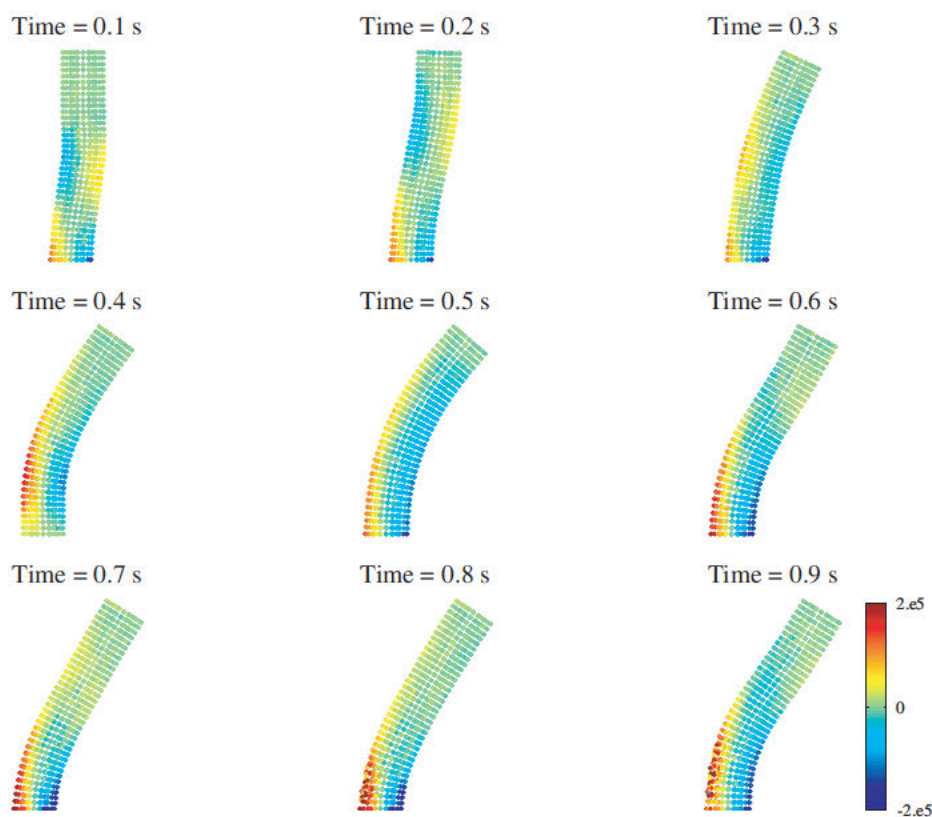 Time = 0.1 s
Time = 0.2 s
Time = 0.3 s
Time = 0.4 s
Time = 0.5 s
Time = 0.6 s
Time = 0.7 s
Time = 0.8 s
Time = 0.9 s
2.e5
0
-2.e5